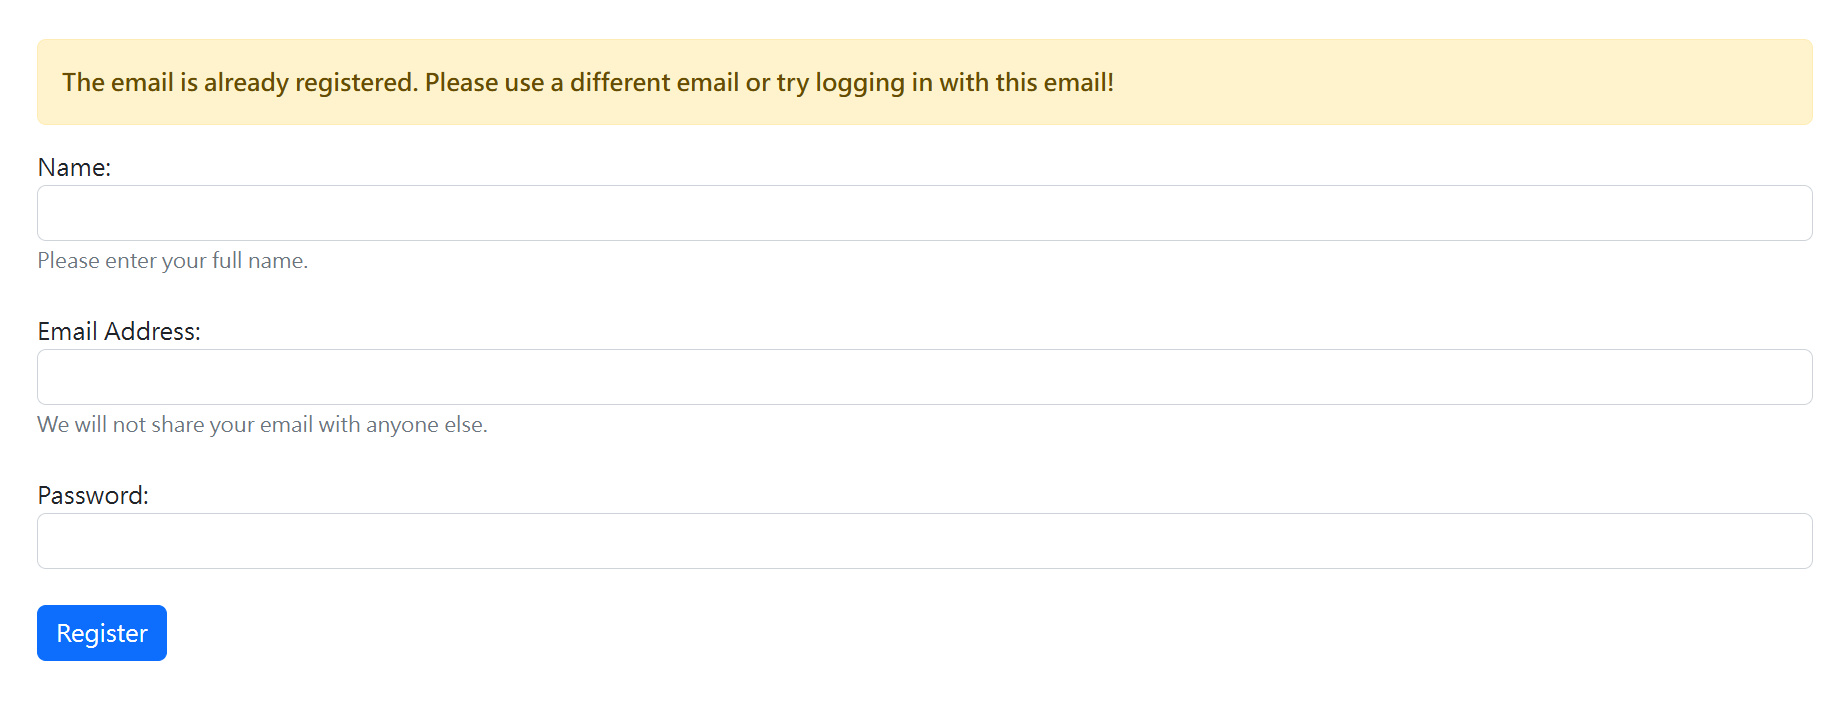 The email is already registered. Please use a different email or try logging in with this email!
Name:
Please enter your full name.
Email Address:
We will not share your email with anyone else.
Password:
Register